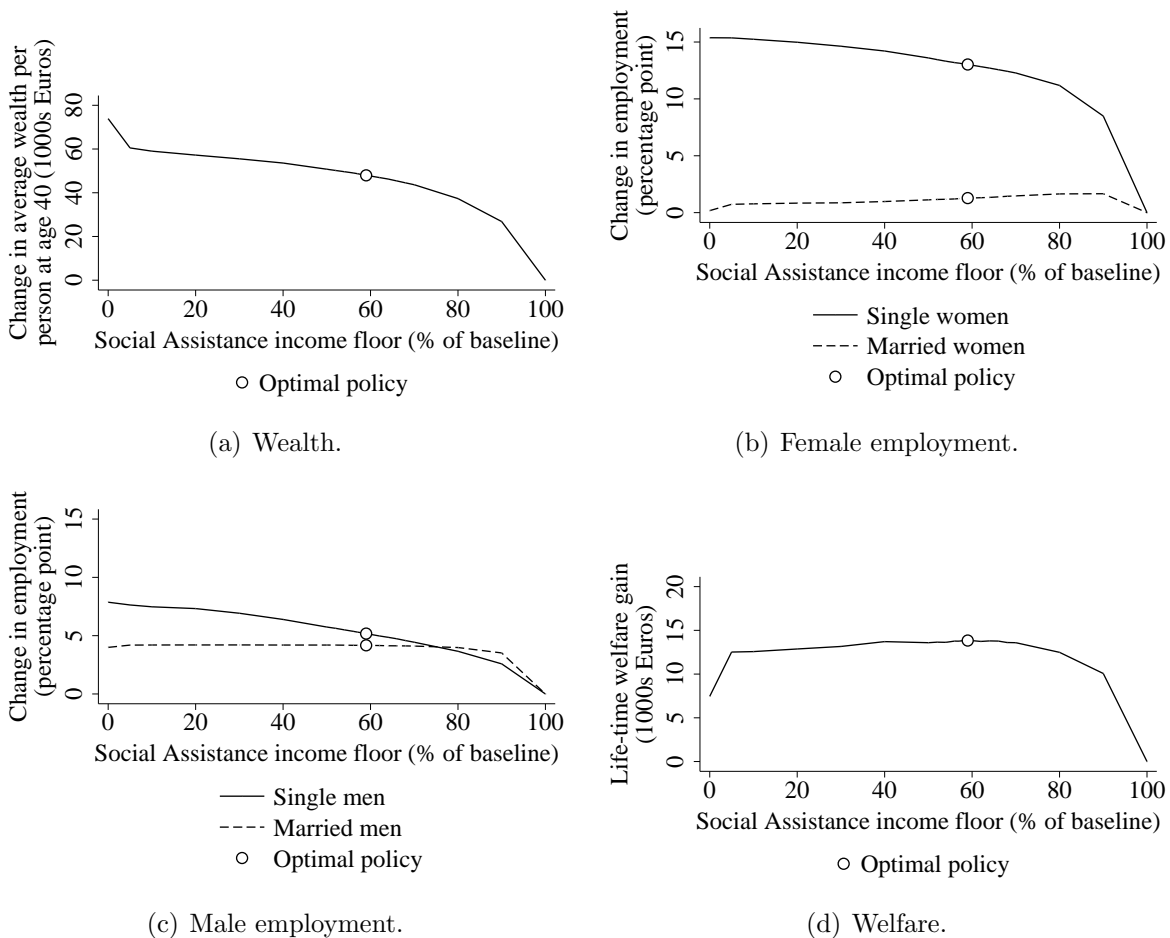 Change in average wealth per
person at age 40 (1000s Euros)
80
60
40
20
0
0 20 40 60 80 100
Social Assistance income floor (% of baseline)
Optimal policy
(a) Wealth.
Change in employment
(percentage point)
15
10
5
0
0 20 40 60 80 100
Social Assistance income floor (% of baseline)
Single women
Married women
Optimal policy
(b) Female employment.
Change in employment
(percentage point)
15
10
5
0
0 20 40 60 80 100
Social Assistance income floor (% of baseline)
Single men
Married men
Optimal policy
(c) Male employment.
Life-time welfare gain
(1000s Euros)
20
15
10
5
0
0 20 40 60 80 100
Social Assistance income floor (% of baseline)
Optimal policy
(d) Welfare.